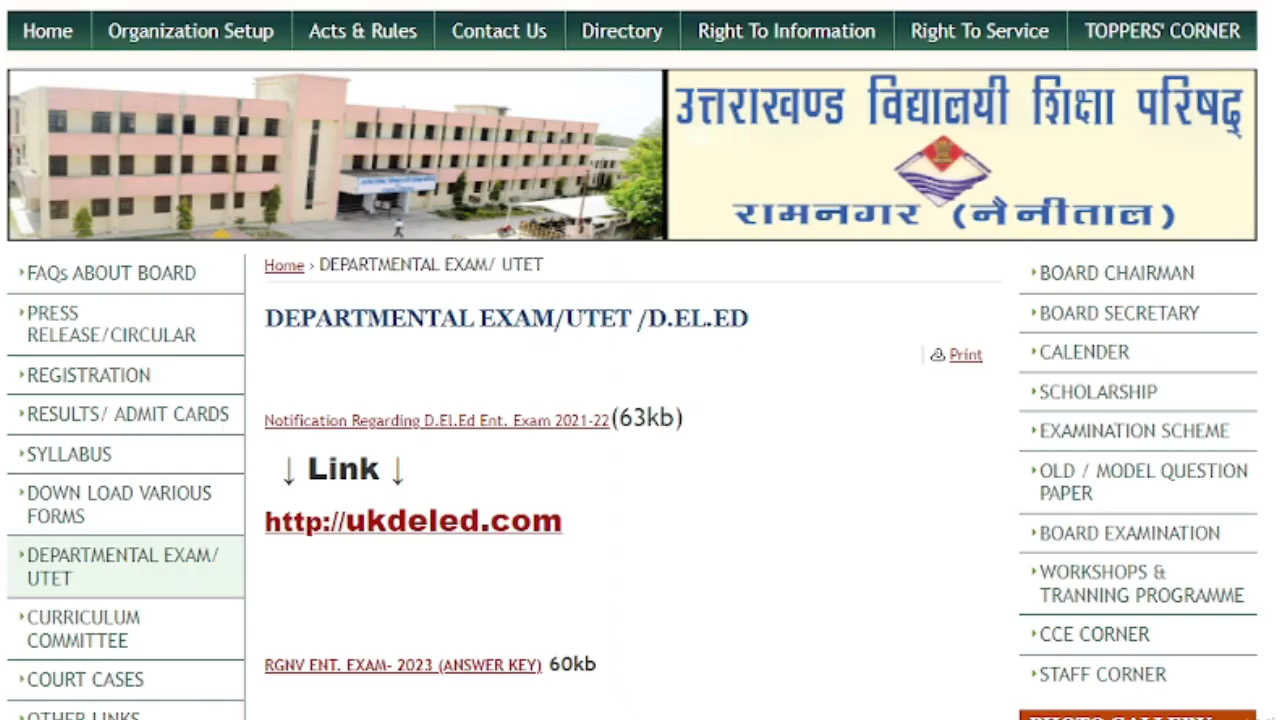 Home Organization Setup Acts & Rules Contact Us Directory Right To Information Right To Service TOPPERS' CORNER
उत्तराखण्ड विद्यालयी शिक्षा परिषद्
रामनगर (नैनीताल)
FAQs ABOUT BOARD
PRESS
RELEASE/CIRCULAR
REGISTRATION
RESULTS/ ADMIT CARDS
SYLLABUS
DOWN LOAD VARIOUS
FORMS
DEPARTMENTAL EXAM/
UTET
CURRICULUM
COMMITTEE
COURT CASES
OTHER LINKS
Home › DEPARTMENTAL EXAM/ UTET
DEPARTMENTAL EXAM/UTET /D.EL.ED
Print
Notification Regarding D.El.Ed Ent. Exam 2021-22(63kb)
↓ Link ↓
http://ukdeled.com
RGNV ENT. EXAM- 2023 (ANSWER KEY) 60kb
BOARD CHAIRMAN
BOARD SECRETARY
CALENDER
SCHOLARSHIP
EXAMINATION SCHEME
OLD / MODEL QUESTION
PAPER
BOARD EXAMINATION
WORKSHOPS &
TRANNING PROGRAMME
CCE CORNER
STAFF CORNER